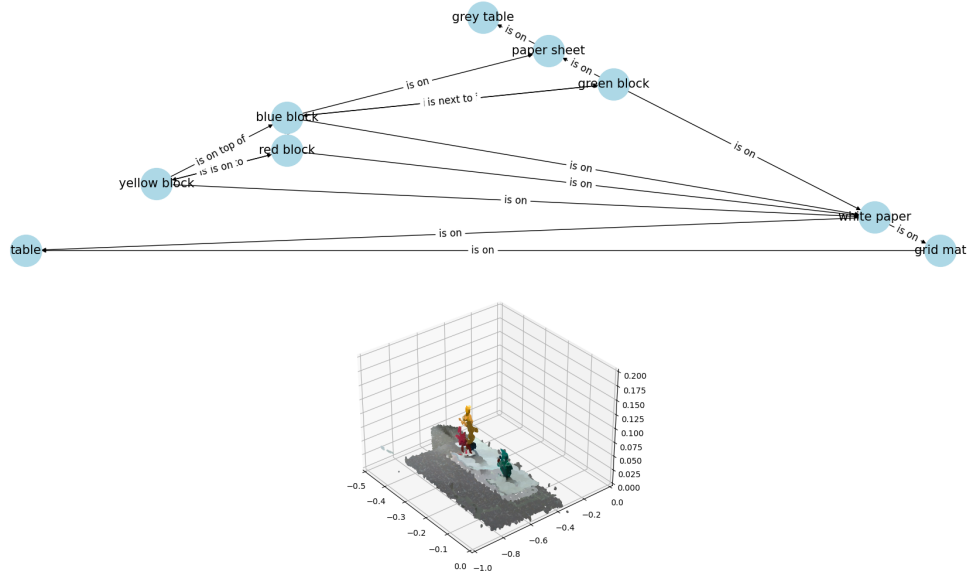 grey table
is on
paper sheet
is on
green block
is on
is next to
blue block
is on
is on top of
red block
is on
is on
yellow block
is on
is on
white paper
is on
is on
table
is on
grid mat
0.200
0.175
0.150
0.125
0.100
0.075
0.050
0.025
0.000
−0.5
−0.4
−0.3
−0.2
−0.1
0.0
−1.0
−0.8
−0.6
−0.4
−0.2
0.0